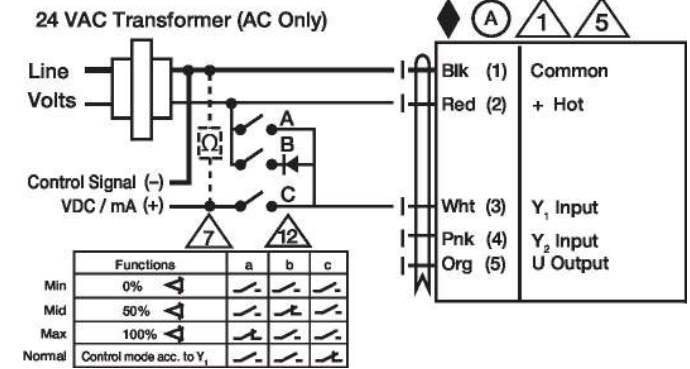 24 VAC Transformer (AC Only)
A 1 5
Line
Volts
Blk (1) Common
Red (2) + Hot
A
B
Ω
Control Signal (–)
VDC / mA (+)
C
Wht (3) Y₁ Input
Pnk (4) Y₂ Input
Org (5) U Output
7 12
Functions a b c
Min 0%
Mid 50%
Max 100%
Normal Control mode acc. to Y₁